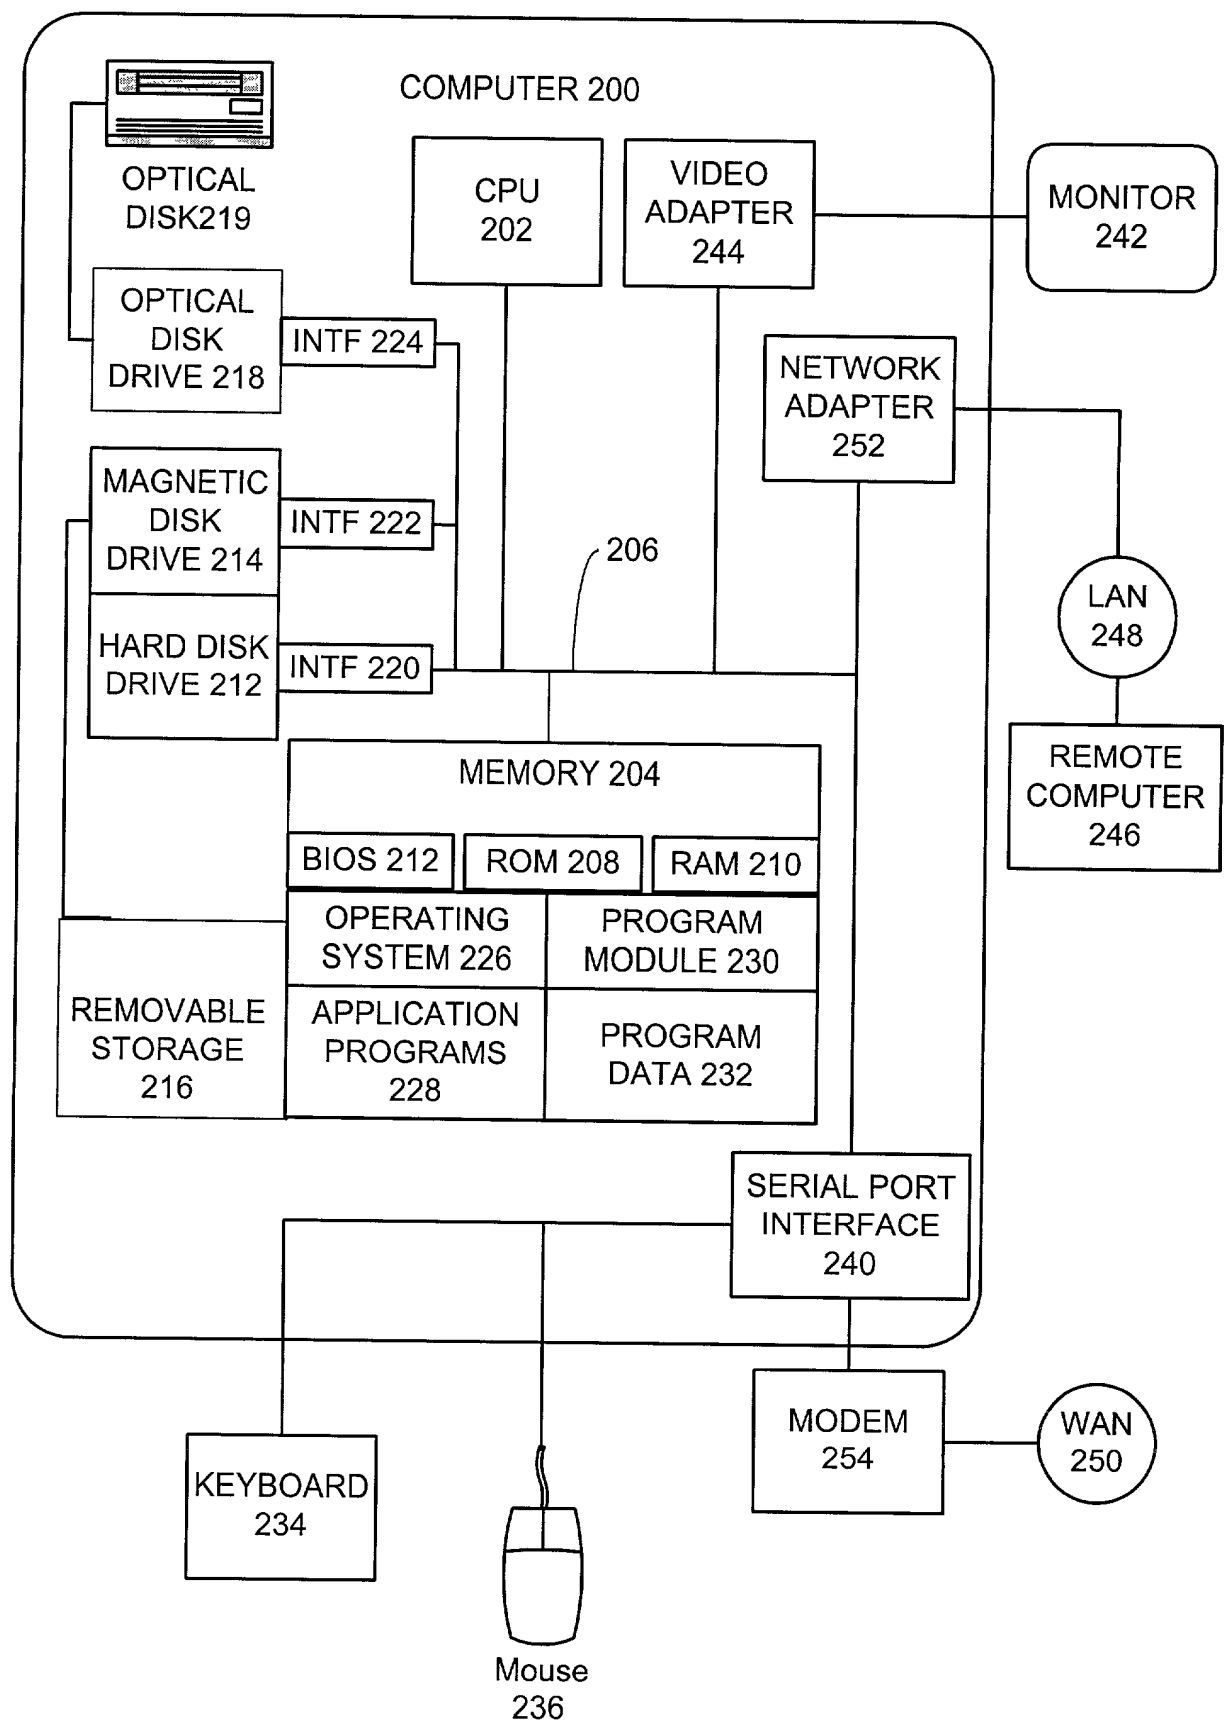 COMPUTER 200
OPTICAL
DISK219
CPU
202
VIDEO
ADAPTER
244
MONITOR
242
OPTICAL
DISK
DRIVE 218
INTF 224
NETWORK
ADAPTER
252
MAGNETIC
DISK
DRIVE 214
INTF 222
206
LAN
248
HARD DISK
DRIVE 212
INTF 220
REMOTE
COMPUTER
246
MEMORY 204
BIOS 212
ROM 208
RAM 210
OPERATING
SYSTEM 226
PROGRAM
MODULE 230
REMOVABLE
STORAGE
216
APPLICATION
PROGRAMS
228
PROGRAM
DATA 232
SERIAL PORT
INTERFACE
240
MODEM
254
WAN
250
KEYBOARD
234
Mouse
236